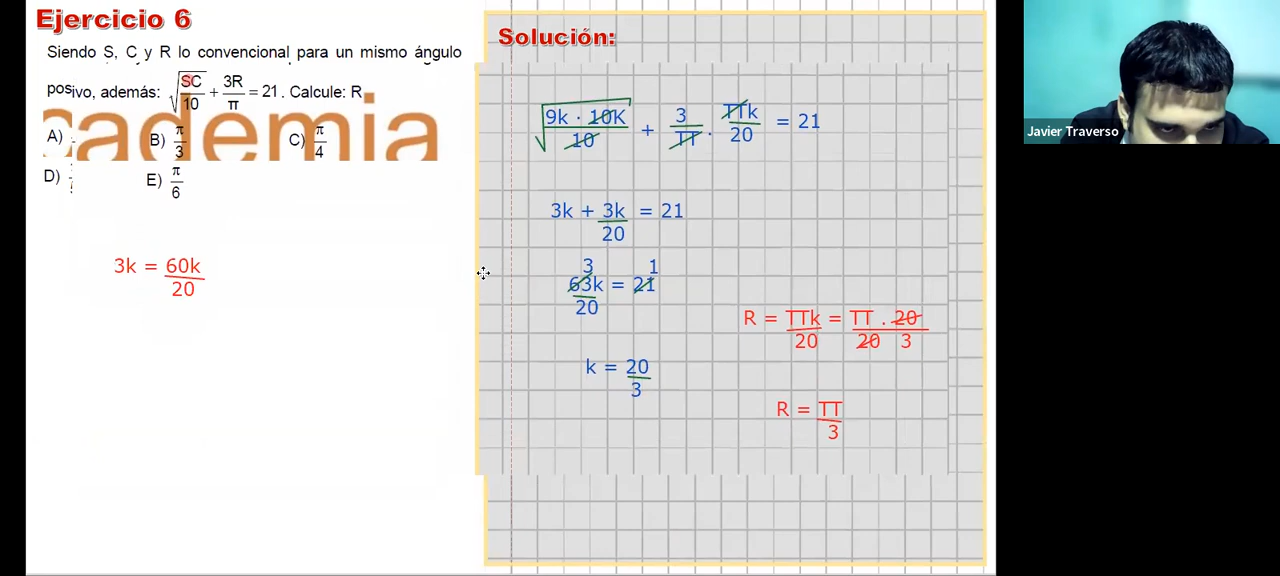 Ejercicio 6
Siendo S, C y R lo convencional para un mismo ángulo
posivo, además: √(SC/10) + 3R/π = 21. Calcule: R
cademia
A)
B) π/3
C) π/4
D)
E) π/6
3k = 60k/20
Solución:
√(9k · 10K/10) + 3/π · πk/20 = 21
3k + 3k/20 = 21
3 1
63k/20 = 21
k = 20/3
R = πk/20 = π . 20/20 3
R = π/3
Javier Traverso